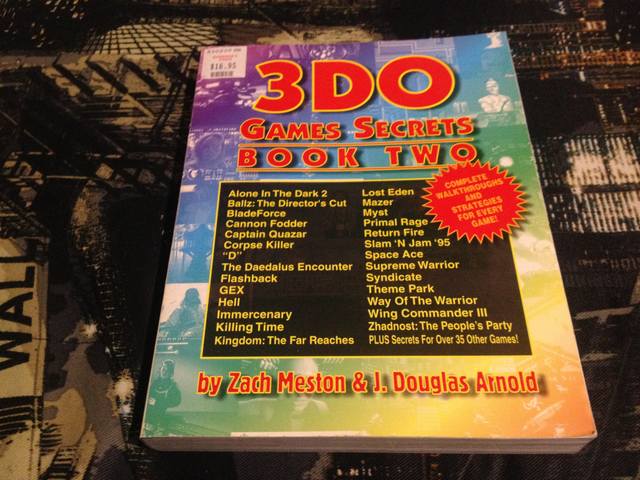 $16.95
3DO
GAMES SECRETS
BOOK TWO
COMPLETE
WALKTHROUGHS
AND
STRATEGIES
FOR EVERY
GAME!
Alone In The Dark 2
Ballz: The Director's Cut
BladeForce
Cannon Fodder
Captain Quazar
Corpse Killer
"D"
The Daedalus Encounter
Flashback
GEX
Hell
Immercenary
Killing Time
Kingdom: The Far Reaches
Lost Eden
Mazer
Myst
Primal Rage
Return Fire
Slam 'N Jam '95
Space Ace
Supreme Warrior
Syndicate
Theme Park
Way Of The Warrior
Wing Commander III
Zhadnost: The People's Party
PLUS Secrets For Over 35 Other Games!
by Zach Meston & J. Douglas Arnold
WALL